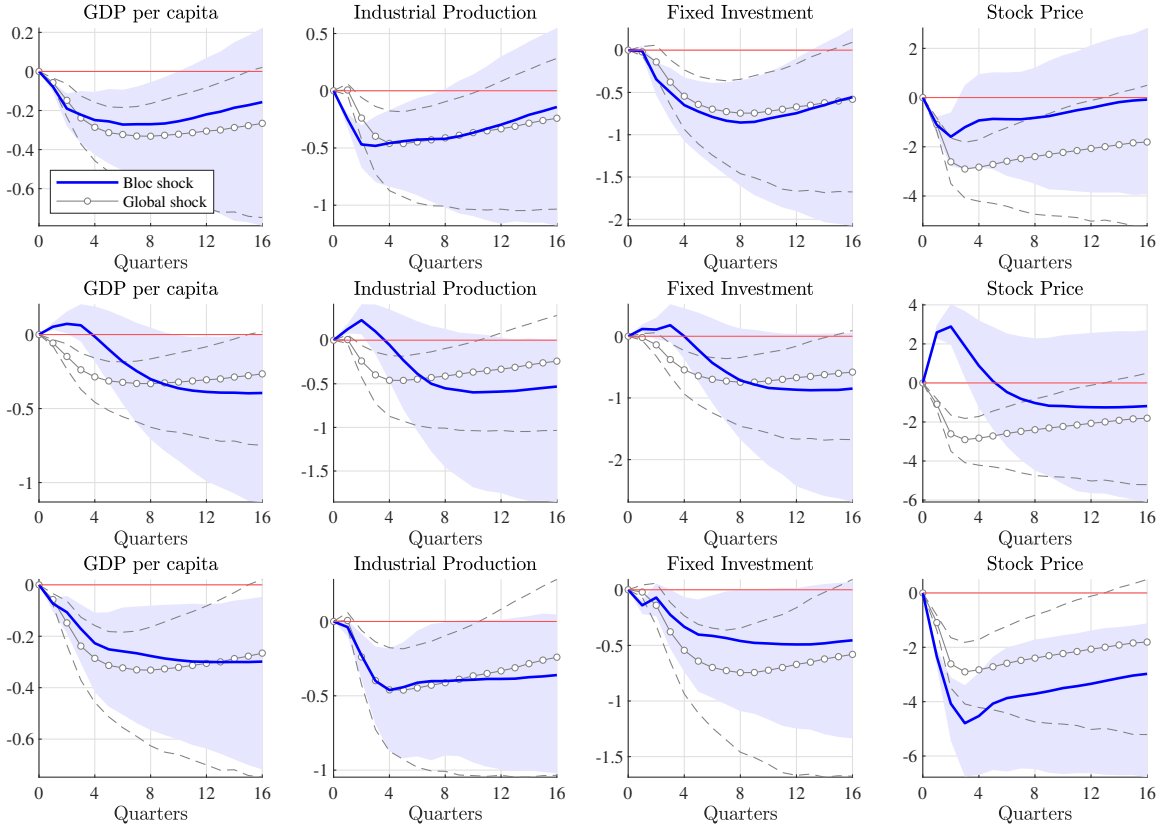 GDP per capita Industrial Production Fixed Investment Stock Price
0.2 0 -0.2 -0.4 -0.6
Bloc shock
Global shock
0 4 8 12 16
Quarters
0.5 0 -0.5 -1
0 4 8 12 16
Quarters
0 -0.5 -1 -1.5 -2
0 4 8 12 16
Quarters
2 0 -2 -4
0 4 8 12 16
Quarters
GDP per capita Industrial Production Fixed Investment Stock Price
0 -0.5 -1
0 4 8 12 16
Quarters
0 -0.5 -1 -1.5
0 4 8 12 16
Quarters
0 -1 -2
0 4 8 12 16
Quarters
4 2 0 -2 -4 -6
0 4 8 12 16
Quarters
GDP per capita Industrial Production Fixed Investment Stock Price
0 -0.2 -0.4 -0.6
0 4 8 12 16
Quarters
0 -0.5 -1
0 4 8 12 16
Quarters
0 -0.5 -1 -1.5
0 4 8 12 16
Quarters
0 -2 -4 -6
0 4 8 12 16
Quarters